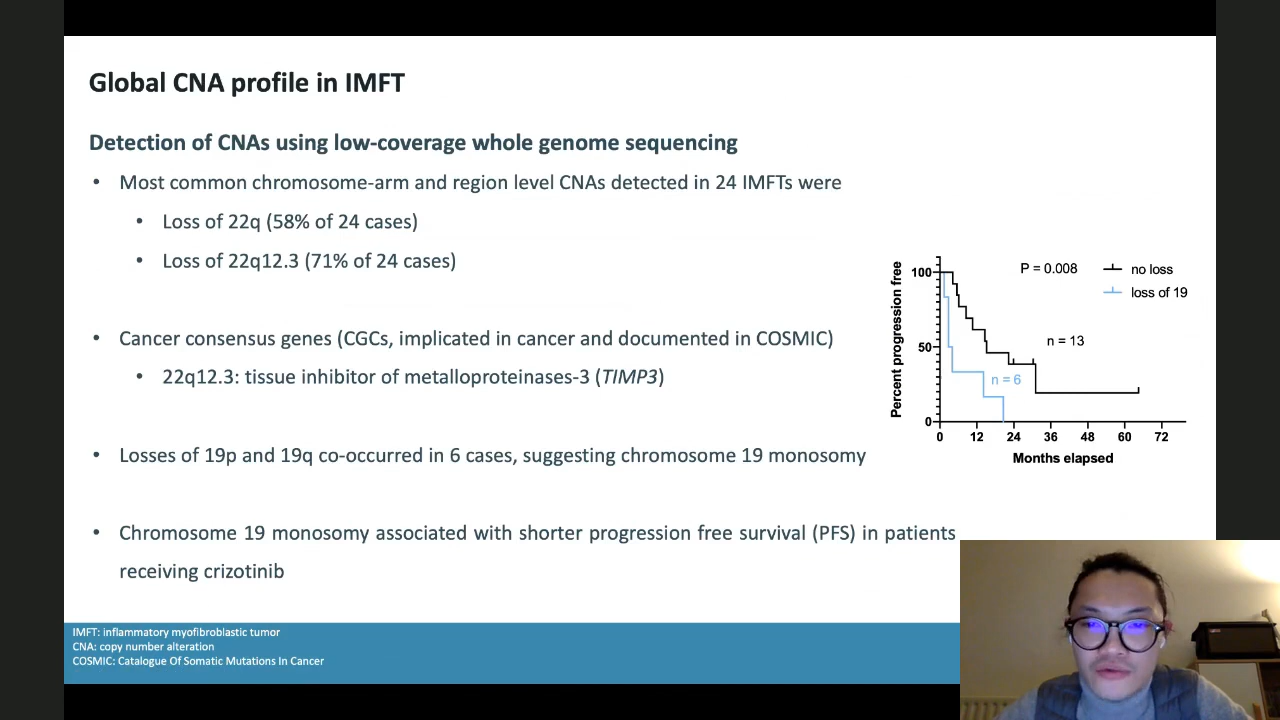 Global CNA profile in IMFT
Detection of CNAs using low-coverage whole genome sequencing
• Most common chromosome-arm and region level CNAs detected in 24 IMFTs were
• Loss of 22q (58% of 24 cases)
• Loss of 22q12.3 (71% of 24 cases)
• Cancer consensus genes (CGCs, implicated in cancer and documented in COSMIC)
• 22q12.3: tissue inhibitor of metalloproteinases-3 (TIMP3)
• Losses of 19p and 19q co-occurred in 6 cases, suggesting chromosome 19 monosomy
• Chromosome 19 monosomy associated with shorter progression free survival (PFS) in patients
receiving crizotinib
Percent progression free
100
50
0
P = 0.008
no loss
loss of 19
n = 13
n = 6
0 12 24 36 48 60 72
Months elapsed
IMFT: inflammatory myofibroblastic tumor
CNA: copy number alteration
COSMIC: Catalogue Of Somatic Mutations In Cancer